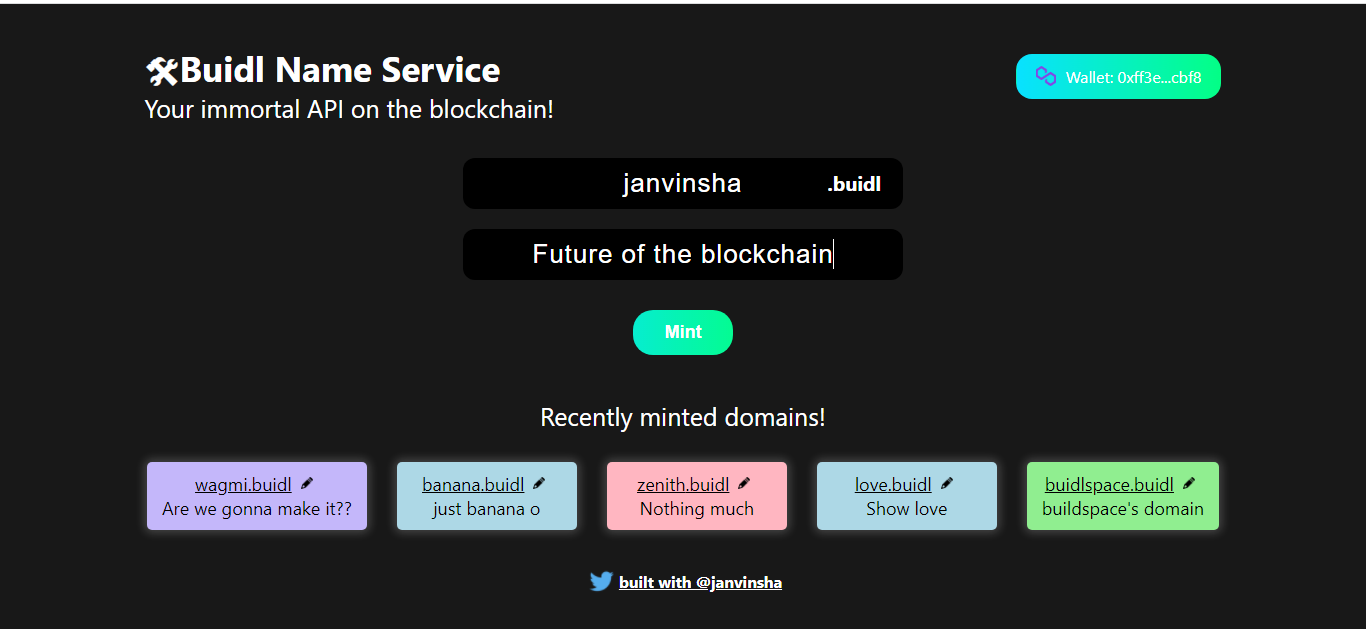 Buidl Name Service
Your immortal API on the blockchain!
Wallet: 0xff3e...cbf8
janvinsha .buidl
Future of the blockchain
Mint
Recently minted domains!
wagmi.buidl
Are we gonna make it??
banana.buidl
just banana o
zenith.buidl
Nothing much
love.buidl
Show love
buidlspace.buidl
buildspace's domain
built with @janvinsha